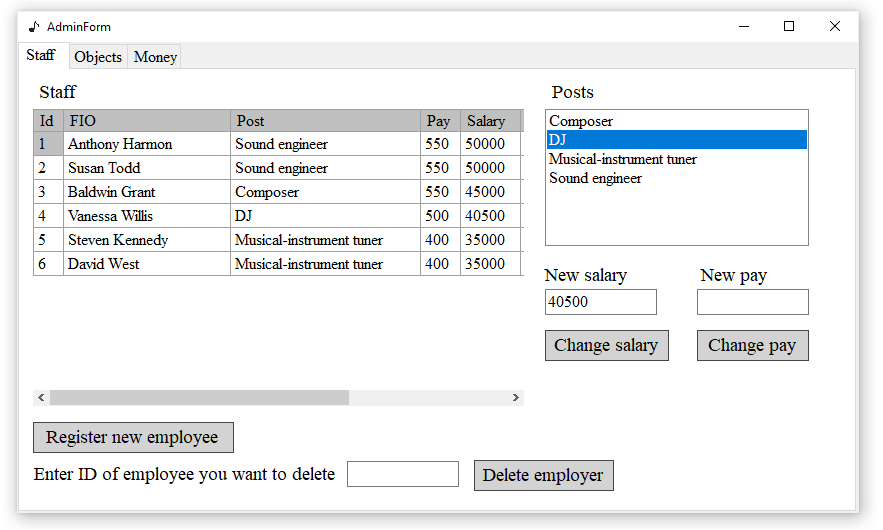 AdminForm
Staff Objects Money
Staff
Id FIO Post Pay Salary
1 Anthony Harmon Sound engineer 550 50000
2 Susan Todd Sound engineer 550 50000
3 Baldwin Grant Composer 550 45000
4 Vanessa Willis DJ 500 40500
5 Steven Kennedy Musical-instrument tuner 400 35000
6 David West Musical-instrument tuner 400 35000
Posts
Composer
DJ
Musical-instrument tuner
Sound engineer
New salary New pay
40500
Change salary Change pay
Register new employee
Enter ID of employee you want to delete Delete employer